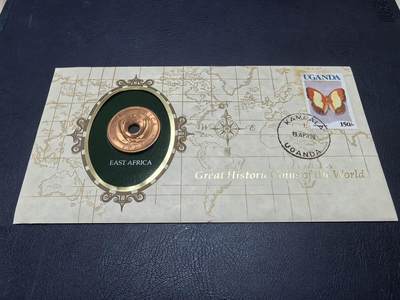 UGANDA
150/-
KAMPALA
UGANDA
EAST AFRICA
Great Historic Coins of the World